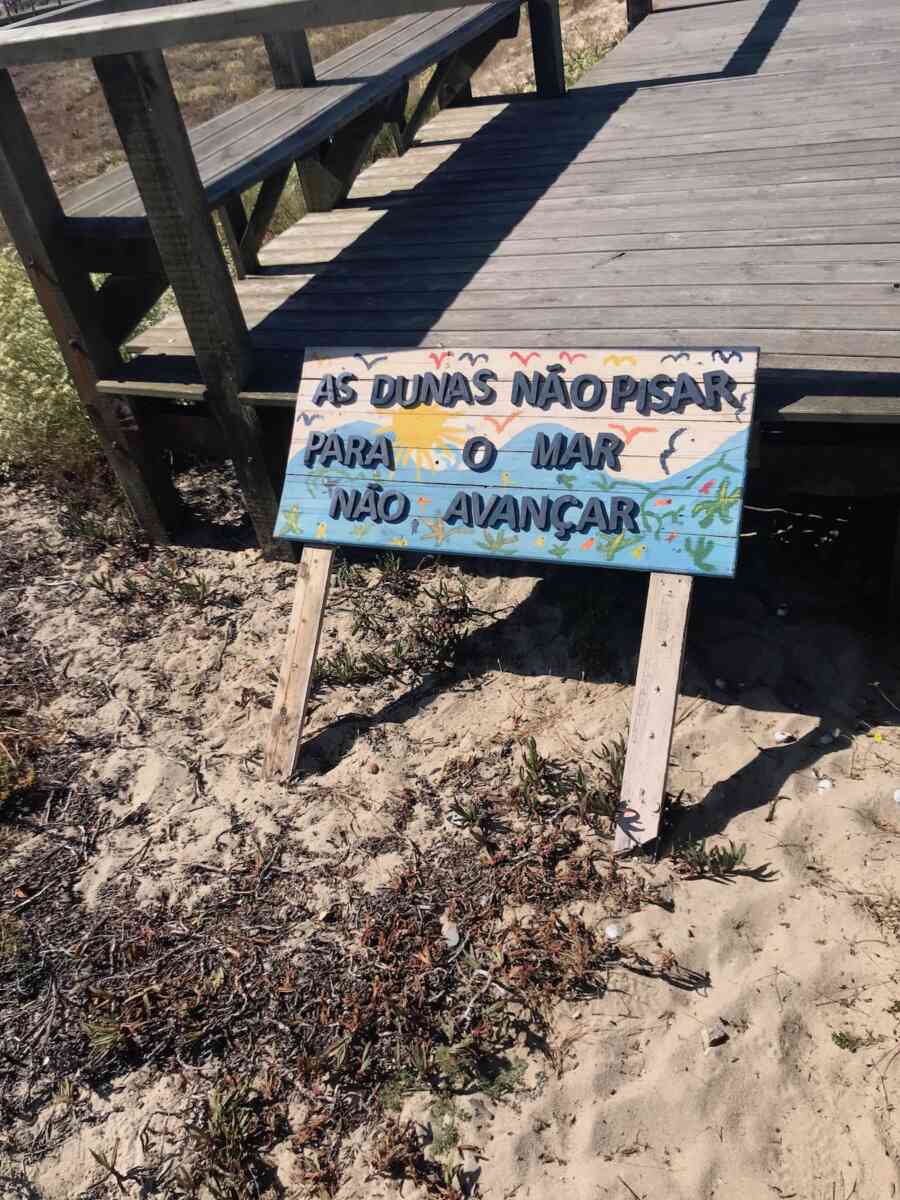 AS DUNAS NÃO PISAR
PARA O MAR
NÃO AVANÇAR